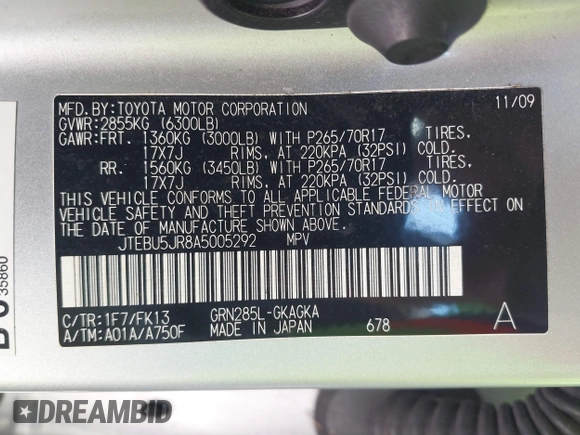 MFD.BY:TOYOTA MOTOR CORPORATION 11/09
GVWR:2855KG (6300LB)
GAWR:FRT. 1360KG (3000LB) WITH P265/70R17 TIRES.
17X7J RIMS. AT 220KPA (32PSI) COLD.
RR. 1560KG (3450LB) WITH P265/70R17 TIRES.
17X7J RIMS. AT 220KPA (32PSI) COLD.
THIS VEHICLE CONFORMS TO ALL APPLICABLE FEDERAL MOTOR
VEHICLE SAFETY AND THEFT PREVENTION STANDARDS IN EFFECT ON
THE DATE OF MANUFACTURE SHOWN ABOVE.
JTEBU5JR8A5005292 MPV
C/TR:1F7/FK13 GRN285L-GKAGKA
A/TM:A01A/A750F MADE IN JAPAN 678 A
35860
DREAMBID